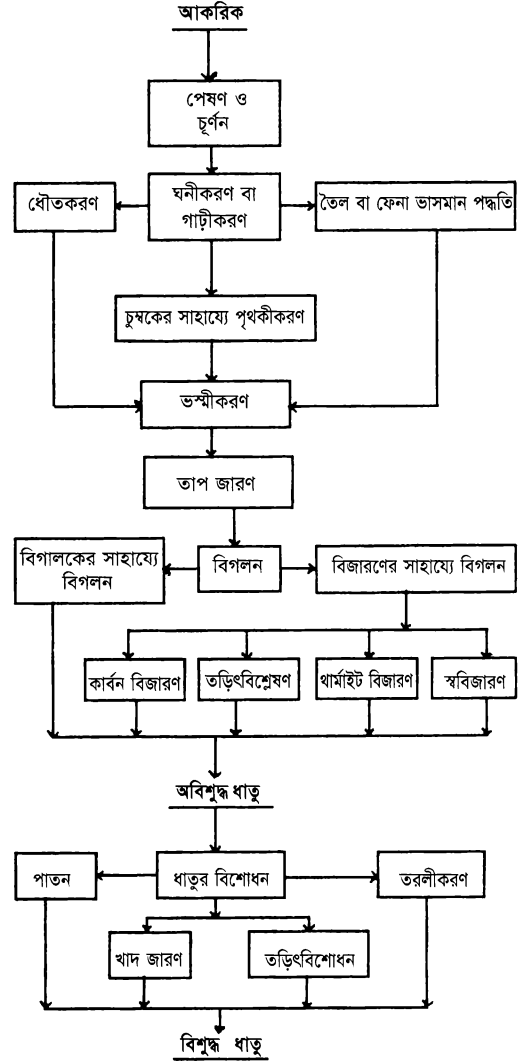 আকরিক
পেষণ ও
চূর্ণন
ধৌতকরণ
ঘনীকরণ বা
গাঢ়ীকরণ
তৈল বা ফেনা ভাসমান পদ্ধতি
চুম্বকের সাহায্যে পৃথকীকরণ
ভস্মীকরণ
তাপ জারণ
বিগালকের সাহায্যে
বিগলন
বিগলন
বিজারণের সাহায্যে বিগলন
কার্বন বিজারণ
তড়িৎবিশ্লেষণ
থার্মাইট বিজারণ
স্ববিজারণ
অবিশুদ্ধ ধাতু
পাতন
ধাতুর বিশোধন
তরলীকরণ
খাদ জারণ
তড়িৎবিশোধন
বিশুদ্ধ ধাতু